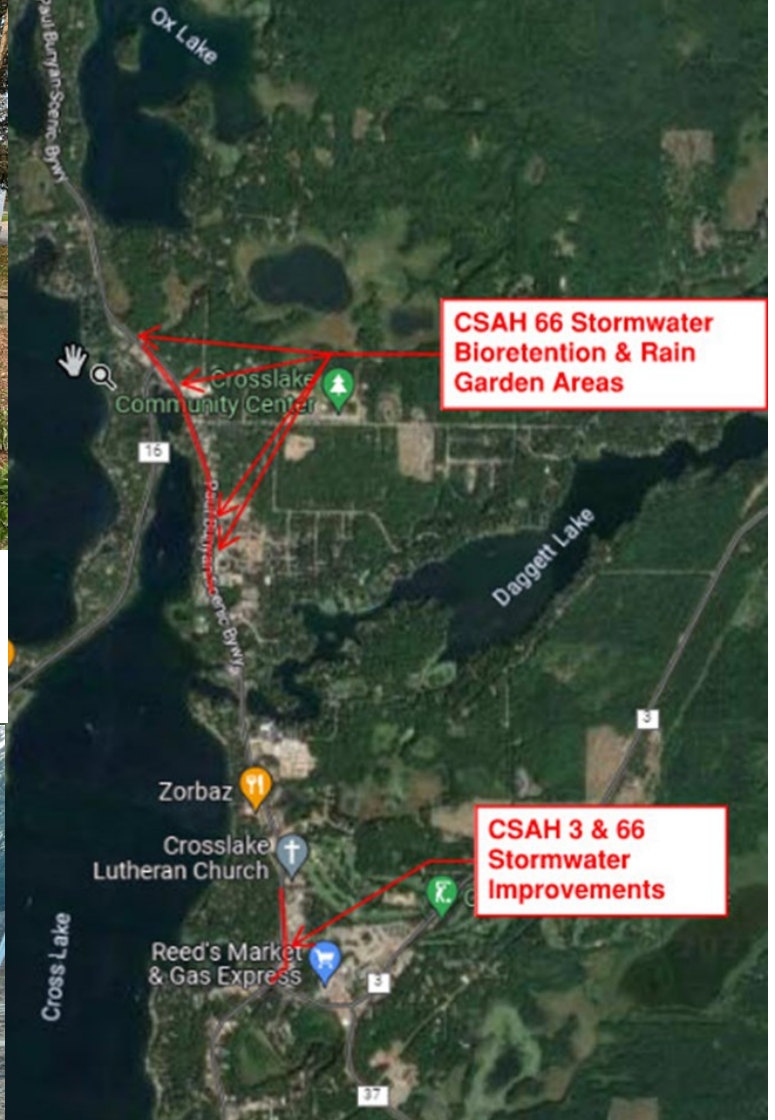 Paul Bunyan Scenic Bywy
Ox Lake
CSAH 66 Stormwater
Bioretention & Rain
Garden Areas
Crosslake
Community Center
16
Daggett Lake
3
Zorbaz
Crosslake
Lutheran Church
CSAH 3 & 66
Stormwater
Improvements
Cross Lake
Reed's Market
& Gas Express
3
37